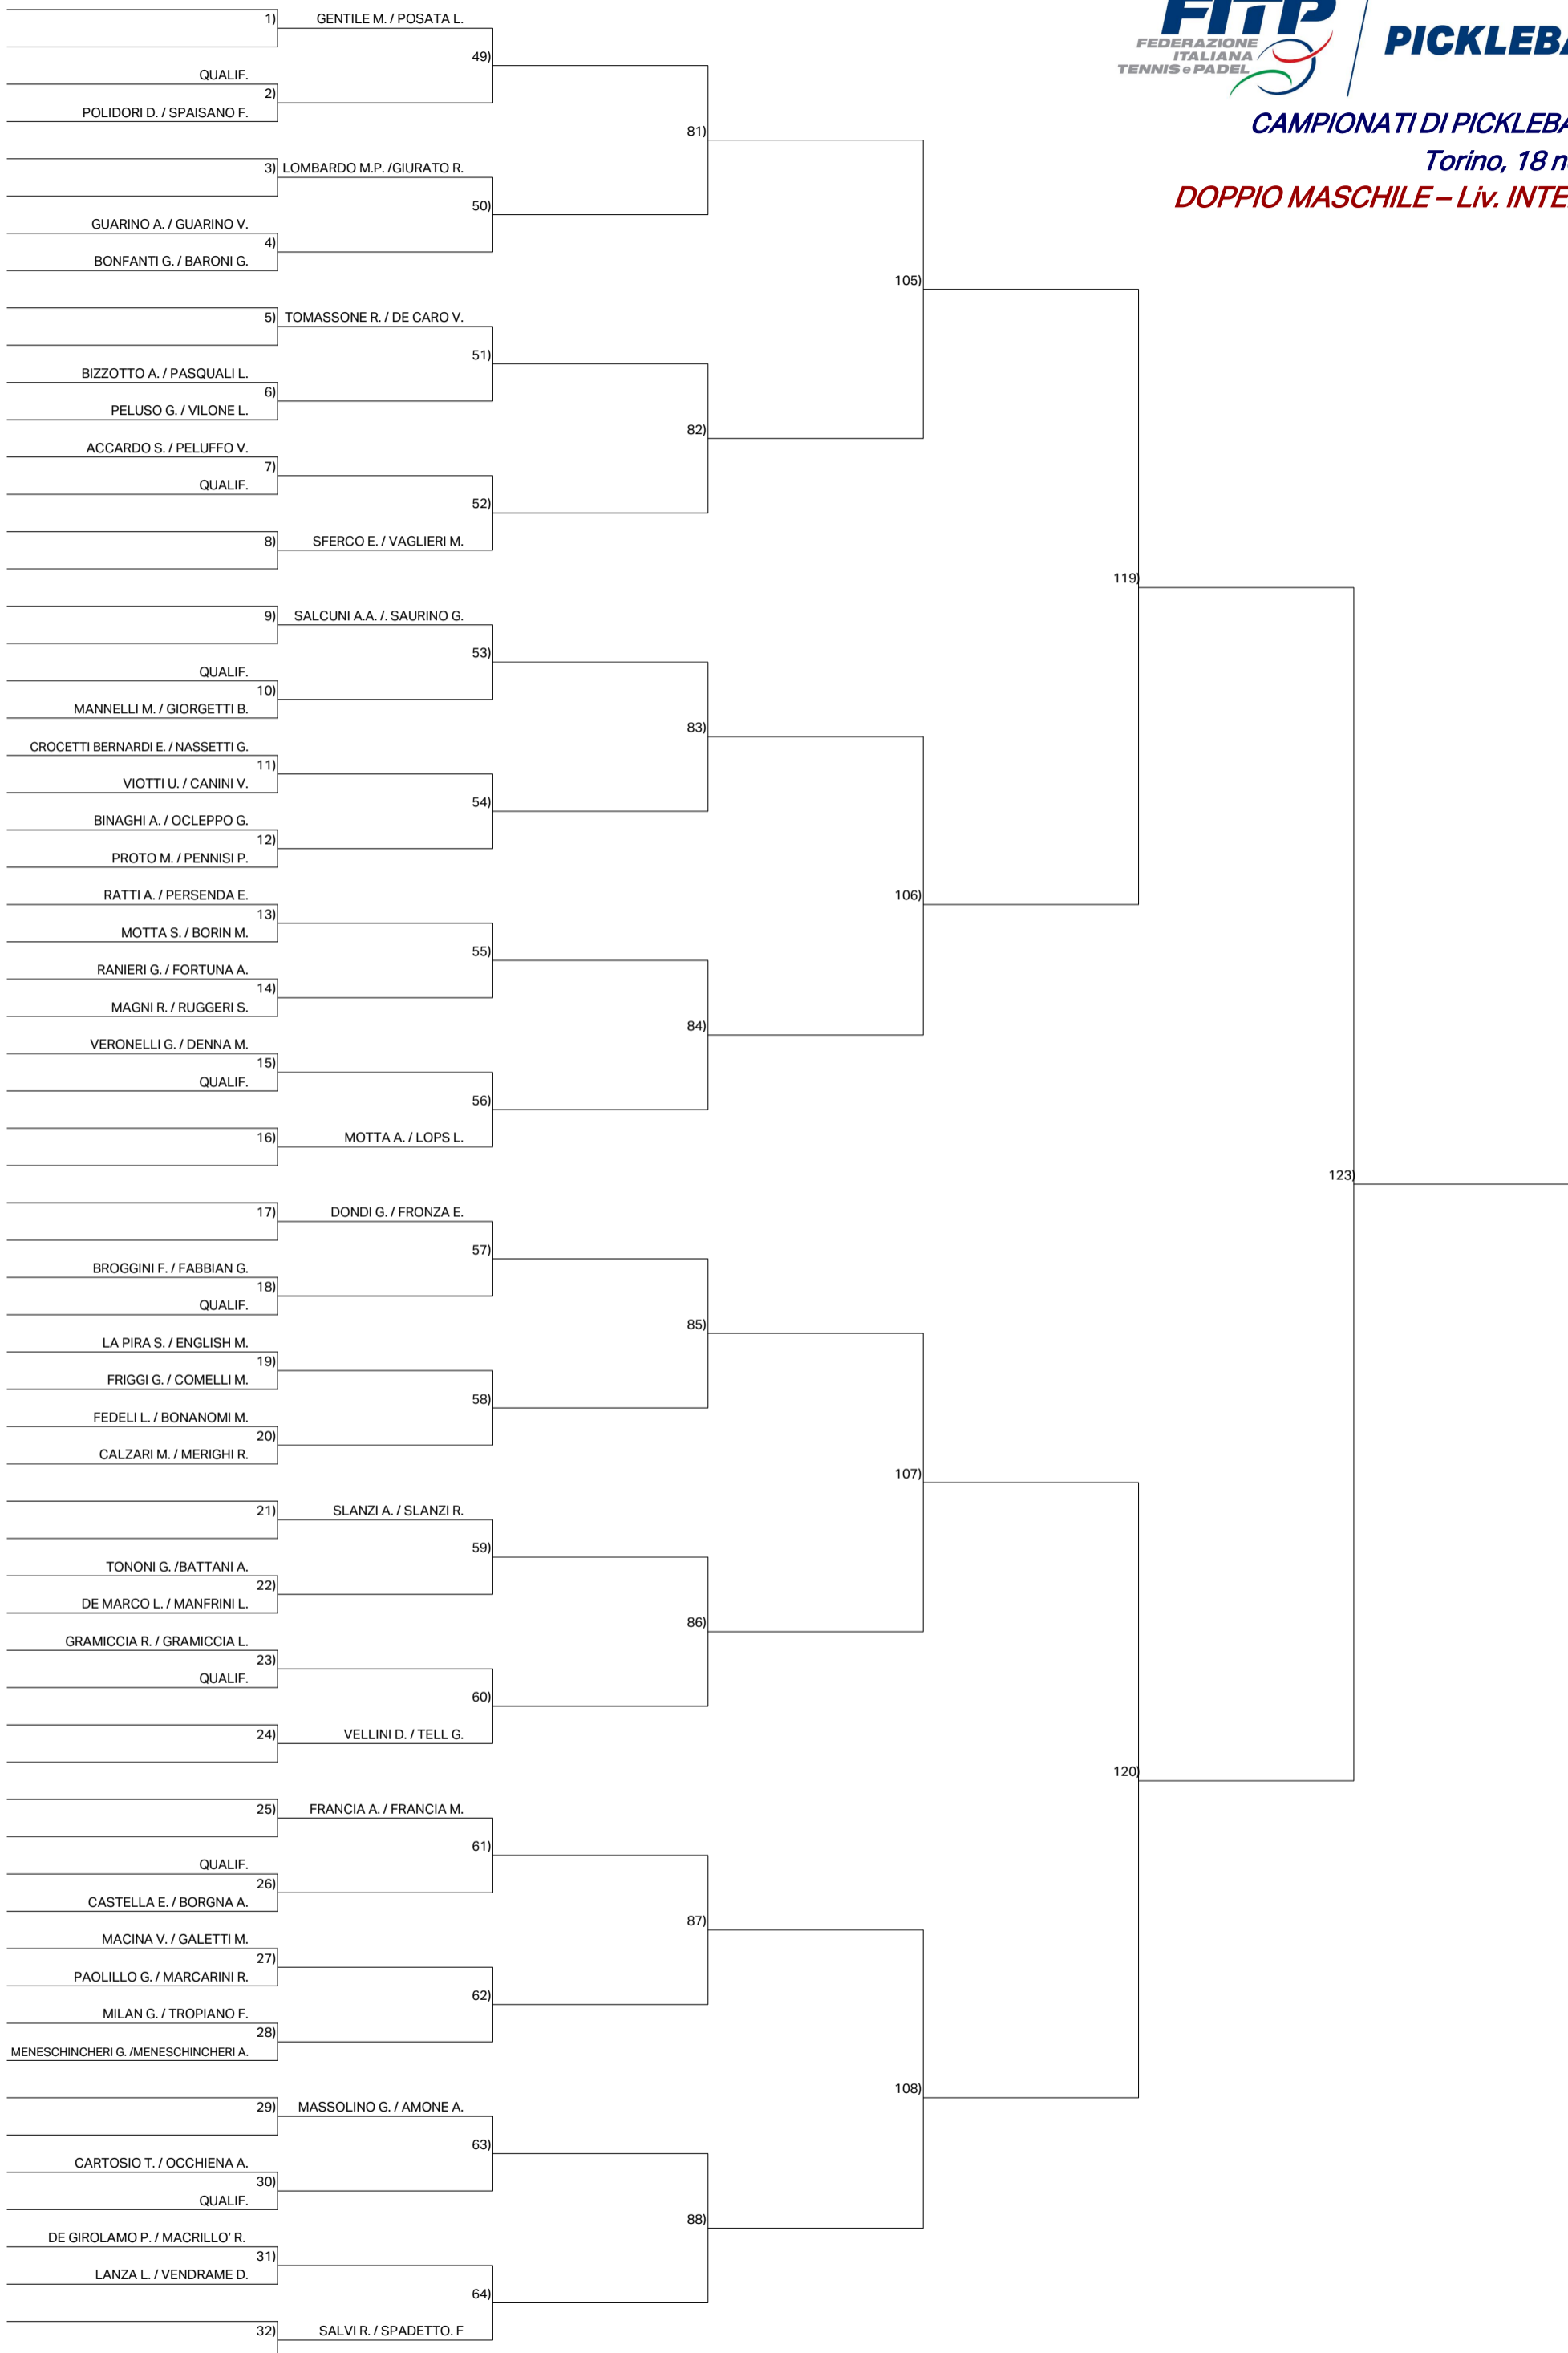 FITP
FEDERAZIONE
ITALIANA
TENNIS e PADEL
CAMPIONATI DI
Torino, 18
DOPPIO MASCHILE – Liv.
1) GENTILE M. / POSATA L.
49)
QUALIF.
2)
POLIDORI D. / SPAISANO F.
81)
3) LOMBARDO M.P. /GIURATO R.
50)
GUARINO A. / GUARINO V.
4)
BONFANTI G. / BARONI G.
105)
5) TOMASSONE R. / DE CARO V.
51)
BIZZOTTO A. / PASQUALI L.
6)
PELUSO G. / VILONE L.
82)
ACCARDO S. / PELUFFO V.
7)
QUALIF.
52)
8) SFERCO E. / VAGLIERI M.
119)
9) SALCUNI A.A. /. SAURINO G.
53)
QUALIF.
10)
MANNELLI M. / GIORGETTI B.
83)
CROCETTI BERNARDI E. / NASSETTI G.
11)
VIOTTI U. / CANINI V.
54)
BINAGHI A. / OCLEPPO G.
12)
PROTO M. / PENNISI P.
106)
RATTI A. / PERSENDA E.
13)
MOTTA S. / BORIN M.
55)
RANIERI G. / FORTUNA A.
14)
MAGNI R. / RUGGERI S.
84)
VERONELLI G. / DENNA M.
15)
QUALIF.
56)
16) MOTTA A. / LOPS L.
123)
17) DONDI G. / FRONZA E.
57)
BROGGINI F. / FABBIAN G.
18)
QUALIF.
85)
LA PIRA S. / ENGLISH M.
19)
FRIGGI G. / COMELLI M.
58)
FEDELI L. / BONANOMI M.
20)
CALZARI M. / MERIGHI R.
107)
21) SLANZI A. / SLANZI R.
59)
TONONI G. /BATTANI A.
22)
DE MARCO L. / MANFRINI L.
86)
GRAMICCIA R. / GRAMICCIA L.
23)
QUALIF.
60)
24) VELLINI D. / TELL G.
120)
25) FRANCIA A. / FRANCIA M.
61)
QUALIF.
26)
CASTELLA E. / BORGNA A.
87)
MACINA V. / GALETTI M.
27)
PAOLILLO G. / MARCARINI R.
62)
MILAN G. / TROPIANO F.
28)
MENESCHINCHERI G. /MENESCHINCHERI A.
108)
29) MASSOLINO G. / AMONE A.
63)
CARTOSIO T. / OCCHIENA A.
30)
QUALIF.
88)
DE GIROLAMO P. / MACRILLO' R.
31)
LANZA L. / VENDRAME D.
64)
32) SALVI R. / SPADETTO. F